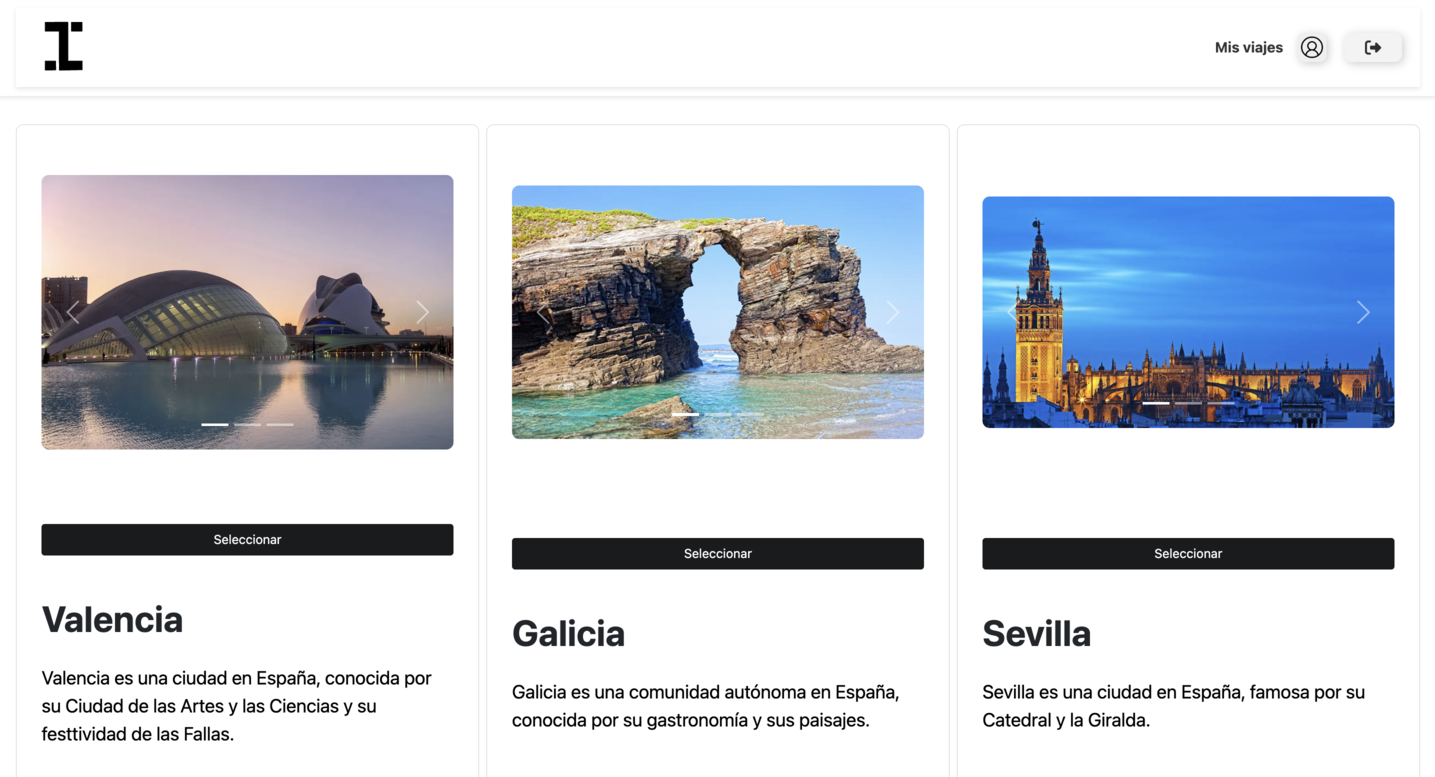 Mis viajes
Seleccionar
Seleccionar
Seleccionar
Valencia
Valencia es una ciudad en España, conocida por
su Ciudad de las Artes y las Ciencias y su
festtividad de las Fallas.
Galicia
Galicia es una comunidad autónoma en España,
conocida por su gastronomía y sus paisajes.
Sevilla
Sevilla es una ciudad en España, famosa por su
Catedral y la Giralda.